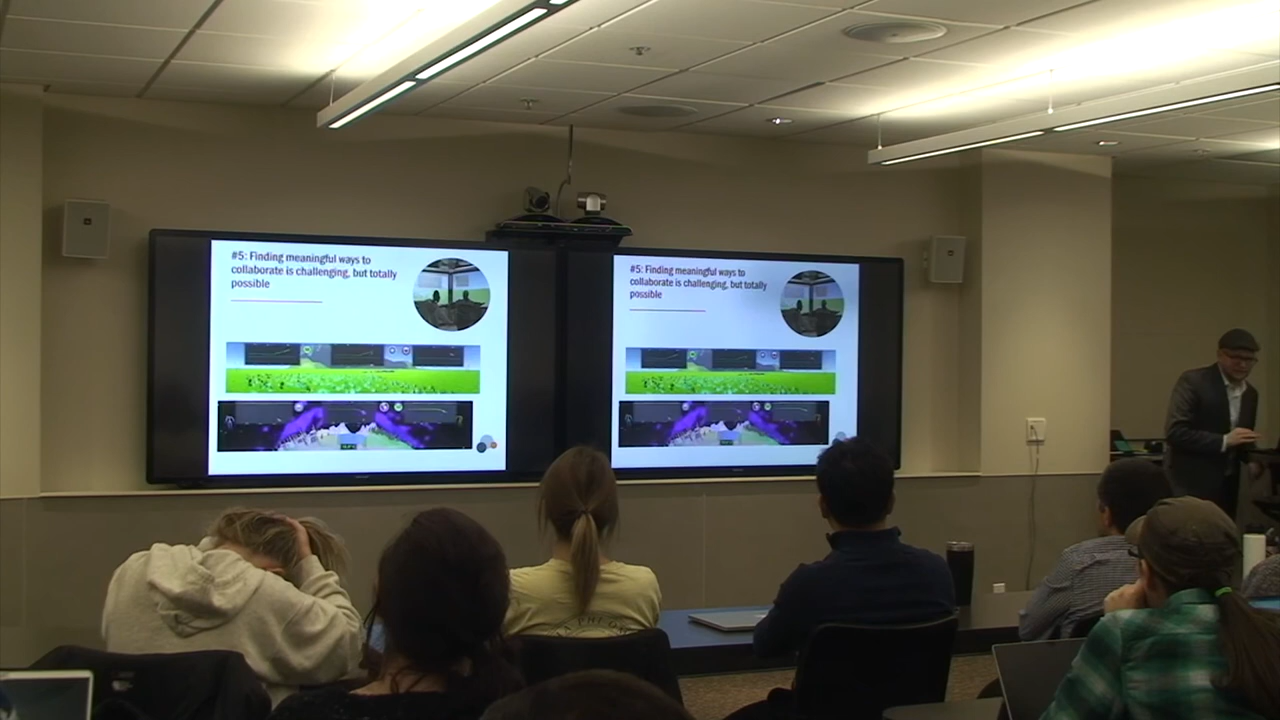 #5: Finding meaningful ways to
collaborate is challenging, but totally
possible
#5: Finding meaningful ways to
collaborate is challenging, but totally
possible